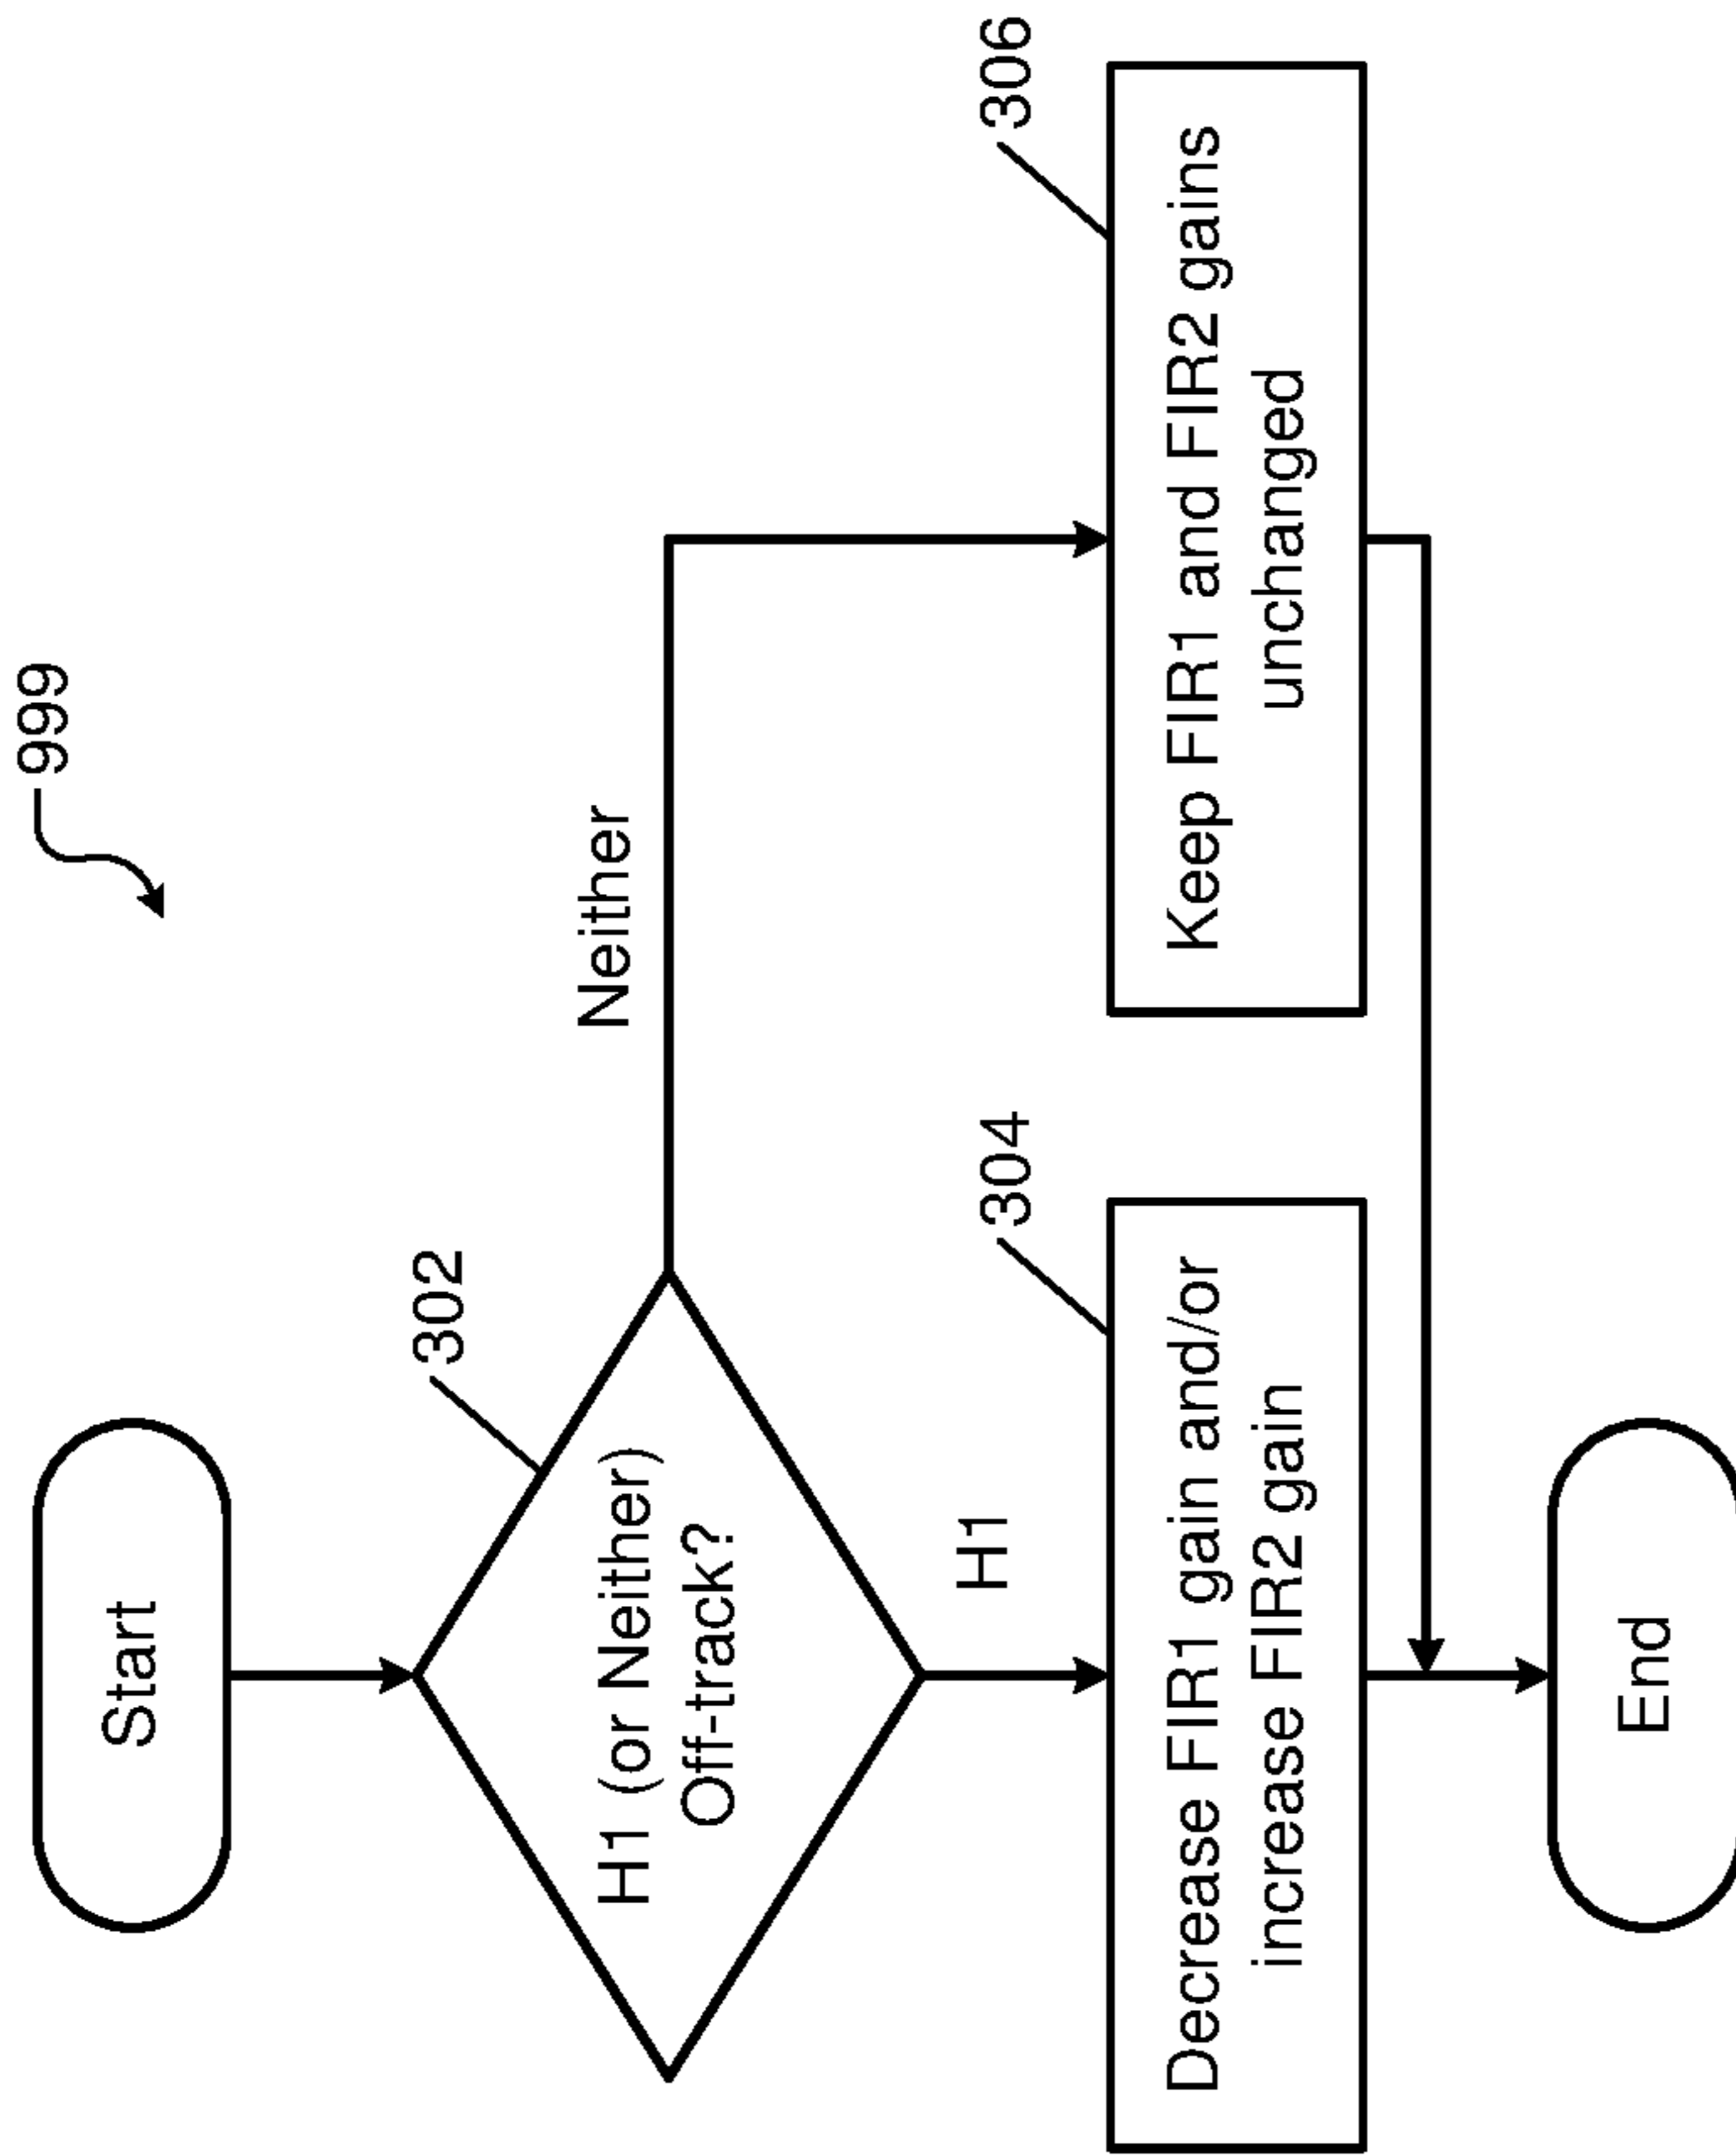 999
Start
302
H1 (or Neither)
Off-track?
Neither
H1
304
Decrease FIR1 gain and/or
increase FIR2 gain
306
Keep FIR1 and FIR2 gains
unchanged
End